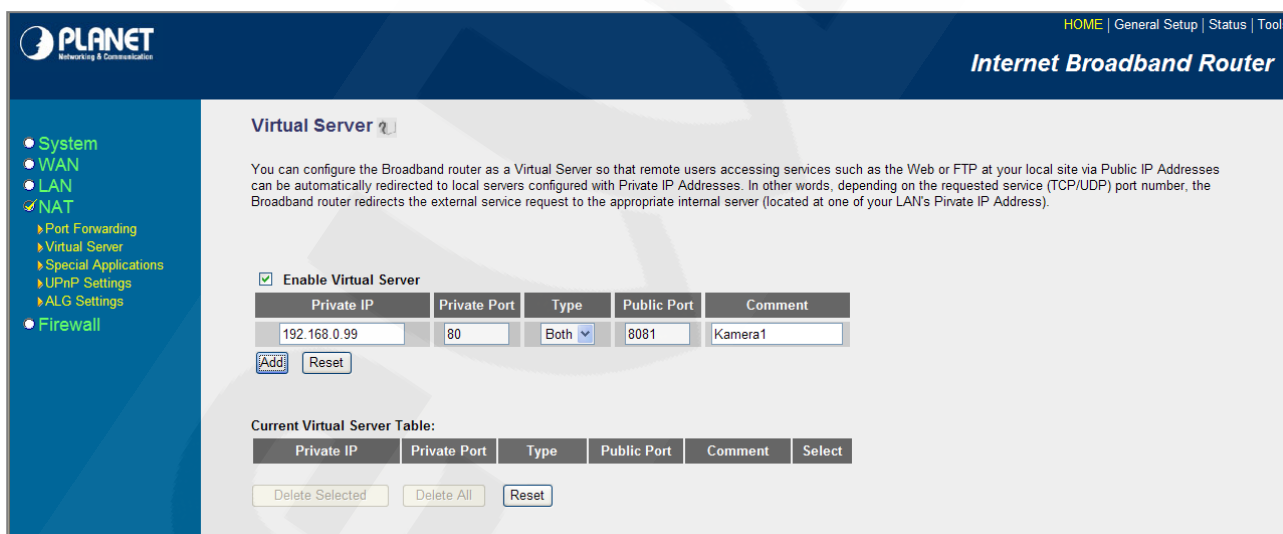 PLANET
Networking & Communication
HOME | General Setup | Status | Tool
Internet Broadband Router
System
WAN
LAN
NAT
Port Forwarding
Virtual Server
Special Applications
UPnP Settings
ALG Settings
Firewall
Virtual Server
You can configure the Broadband router as a Virtual Server so that remote users accessing services such as the Web or FTP at your local site via Public IP Addresses
can be automatically redirected to local servers configured with Private IP Addresses. In other words, depending on the requested service (TCP/UDP) port number, the
Broadband router redirects the external service request to the appropriate internal server (located at one of your LAN's Pivate IP Address).
Enable Virtual Server
Private IP Private Port Type Public Port Comment
192.168.0.99 80 Both 8081 Kamera1
Add Reset
Current Virtual Server Table:
Private IP Private Port Type Public Port Comment Select
Delete Selected Delete All Reset